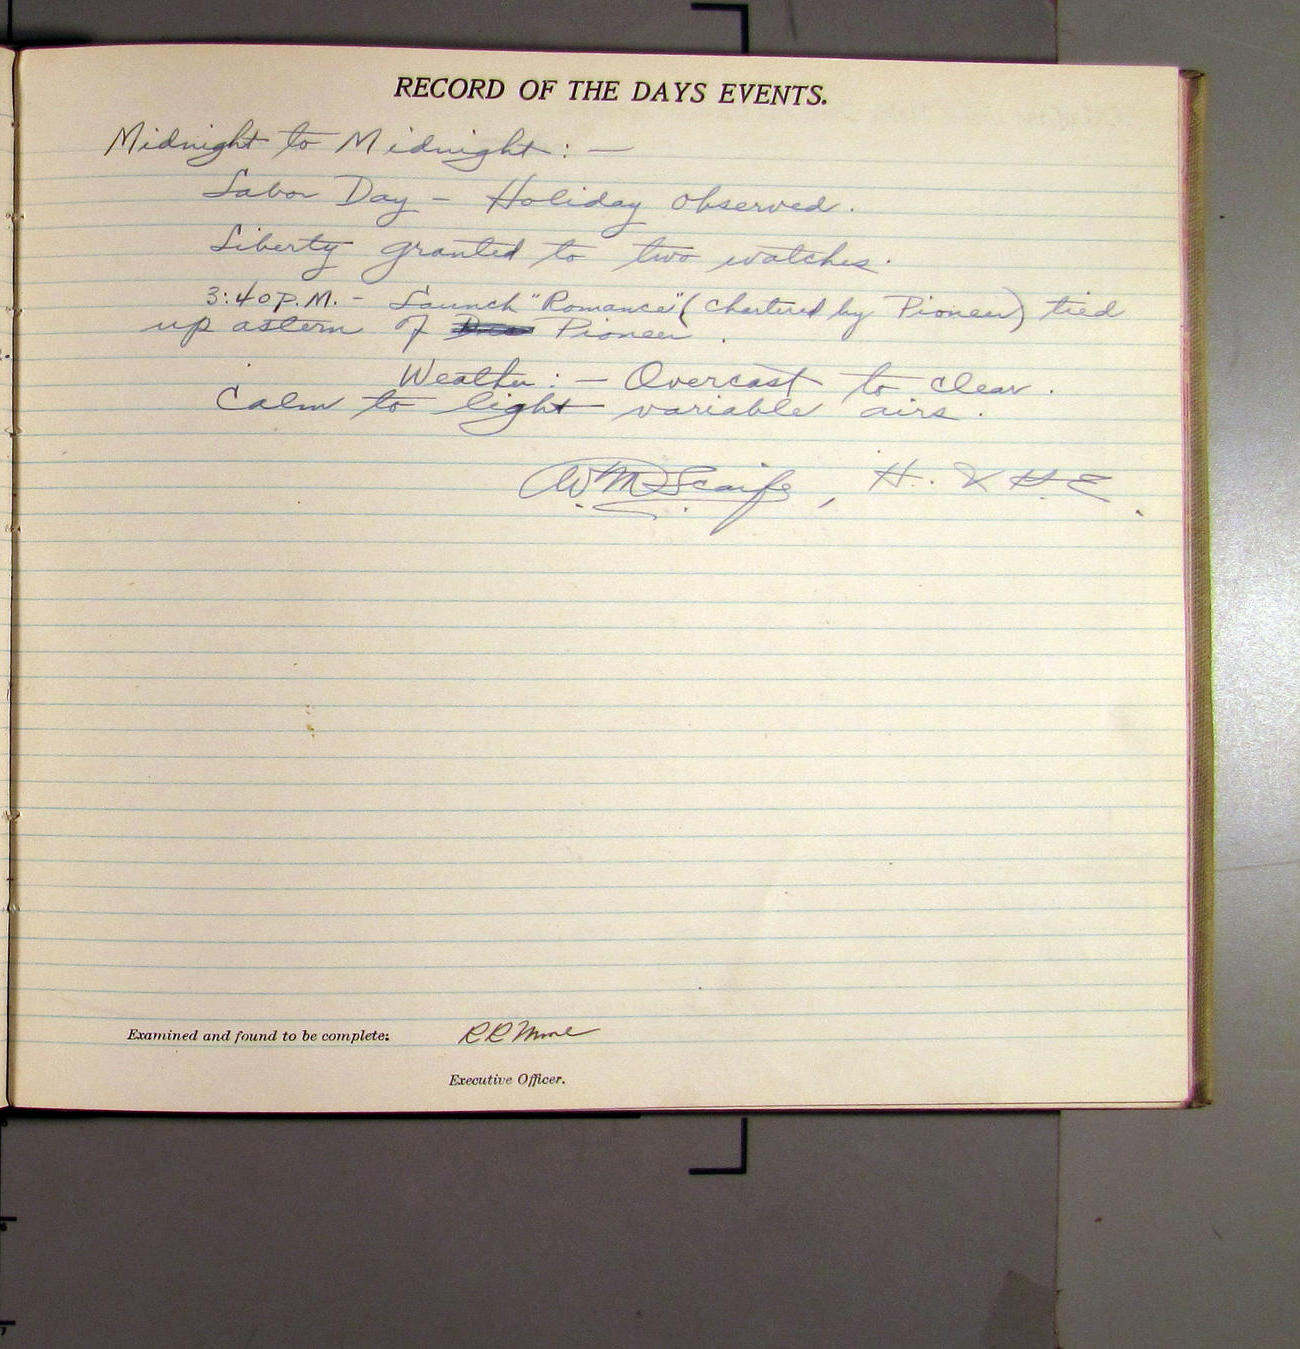 RECORD OF THE DAYS EVENTS.
Midnight to Midnight: —
Labor Day – Holiday observed.
Liberty granted to two watches.
3:40 P.M. – Launch "Romance" (chartered by Pioneer) tied
up astern of Pioneer.
Weather: – Overcast to clear.
Calm to light variable airs.
W.M. Scaife, H. & G. E.
Examined and found to be complete:
Executive Officer.